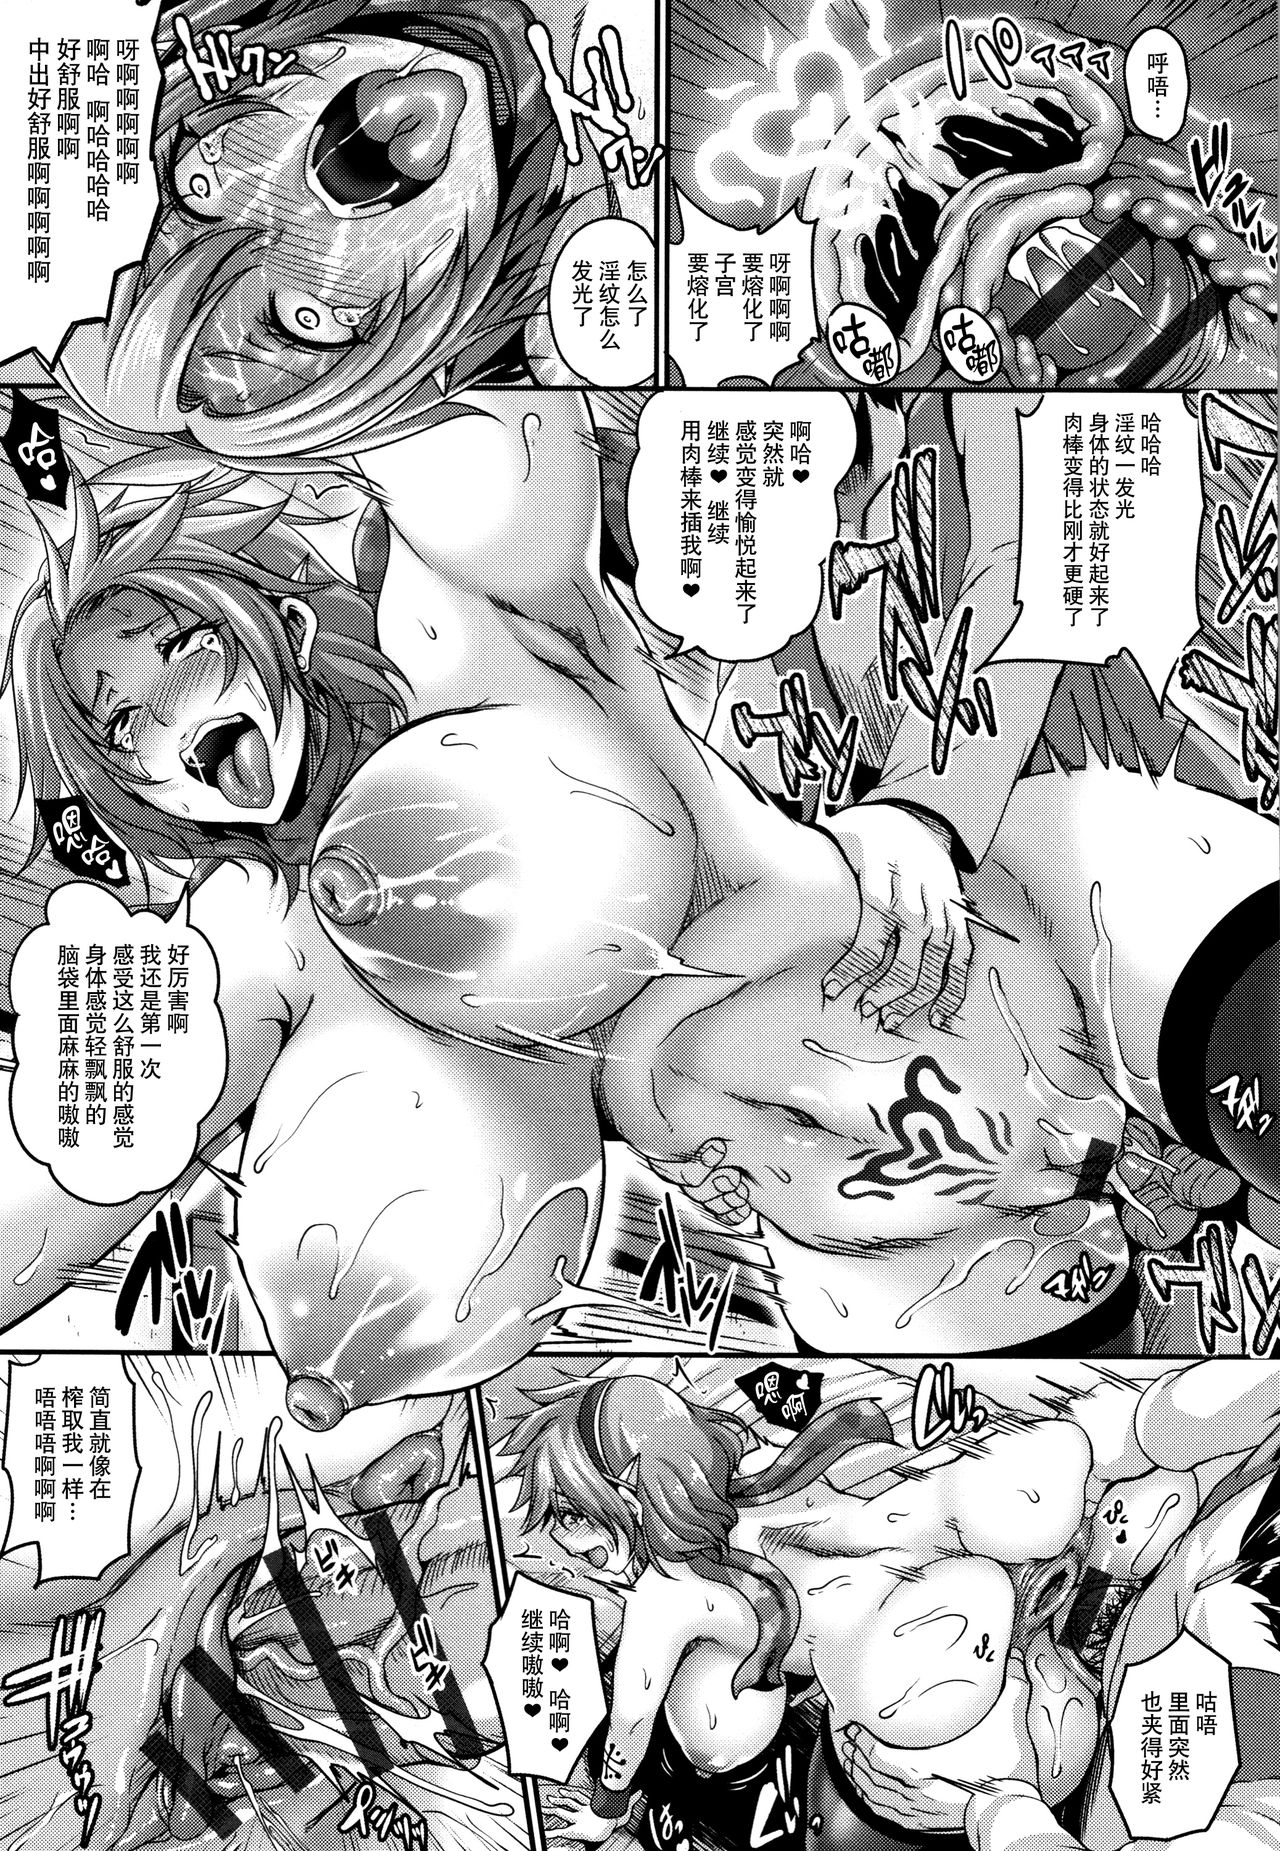 呼唔…
呀啊啊啊
要熔化了
子宫
要熔化了
咕嘟
咕嘟
怎么了
淫纹怎么
发光了
呀啊啊啊啊啊
啊哈 啊哈哈哈哈
好舒服啊啊
中出好舒服啊啊啊啊啊
哈哈哈
淫纹一发光
身体的状态就好起来了
肉棒变得比刚才更硬了
啊哈♥
突然就
感觉变得愉悦起来了
继续♥ 继续
用肉棒来插我啊♥
哈♥
嗯哈♥
好厉害啊
我还是第一次
感受这么舒服的感觉
身体感觉轻飘飘的
脑袋里面麻麻的嗷嗷
嗯啊♥
咕唔
里面突然
也夹得好紧
哈啊♥ 哈啊
继续嗷嗷♥
简直就像在
榨取我一样…
唔唔唔啊啊啊